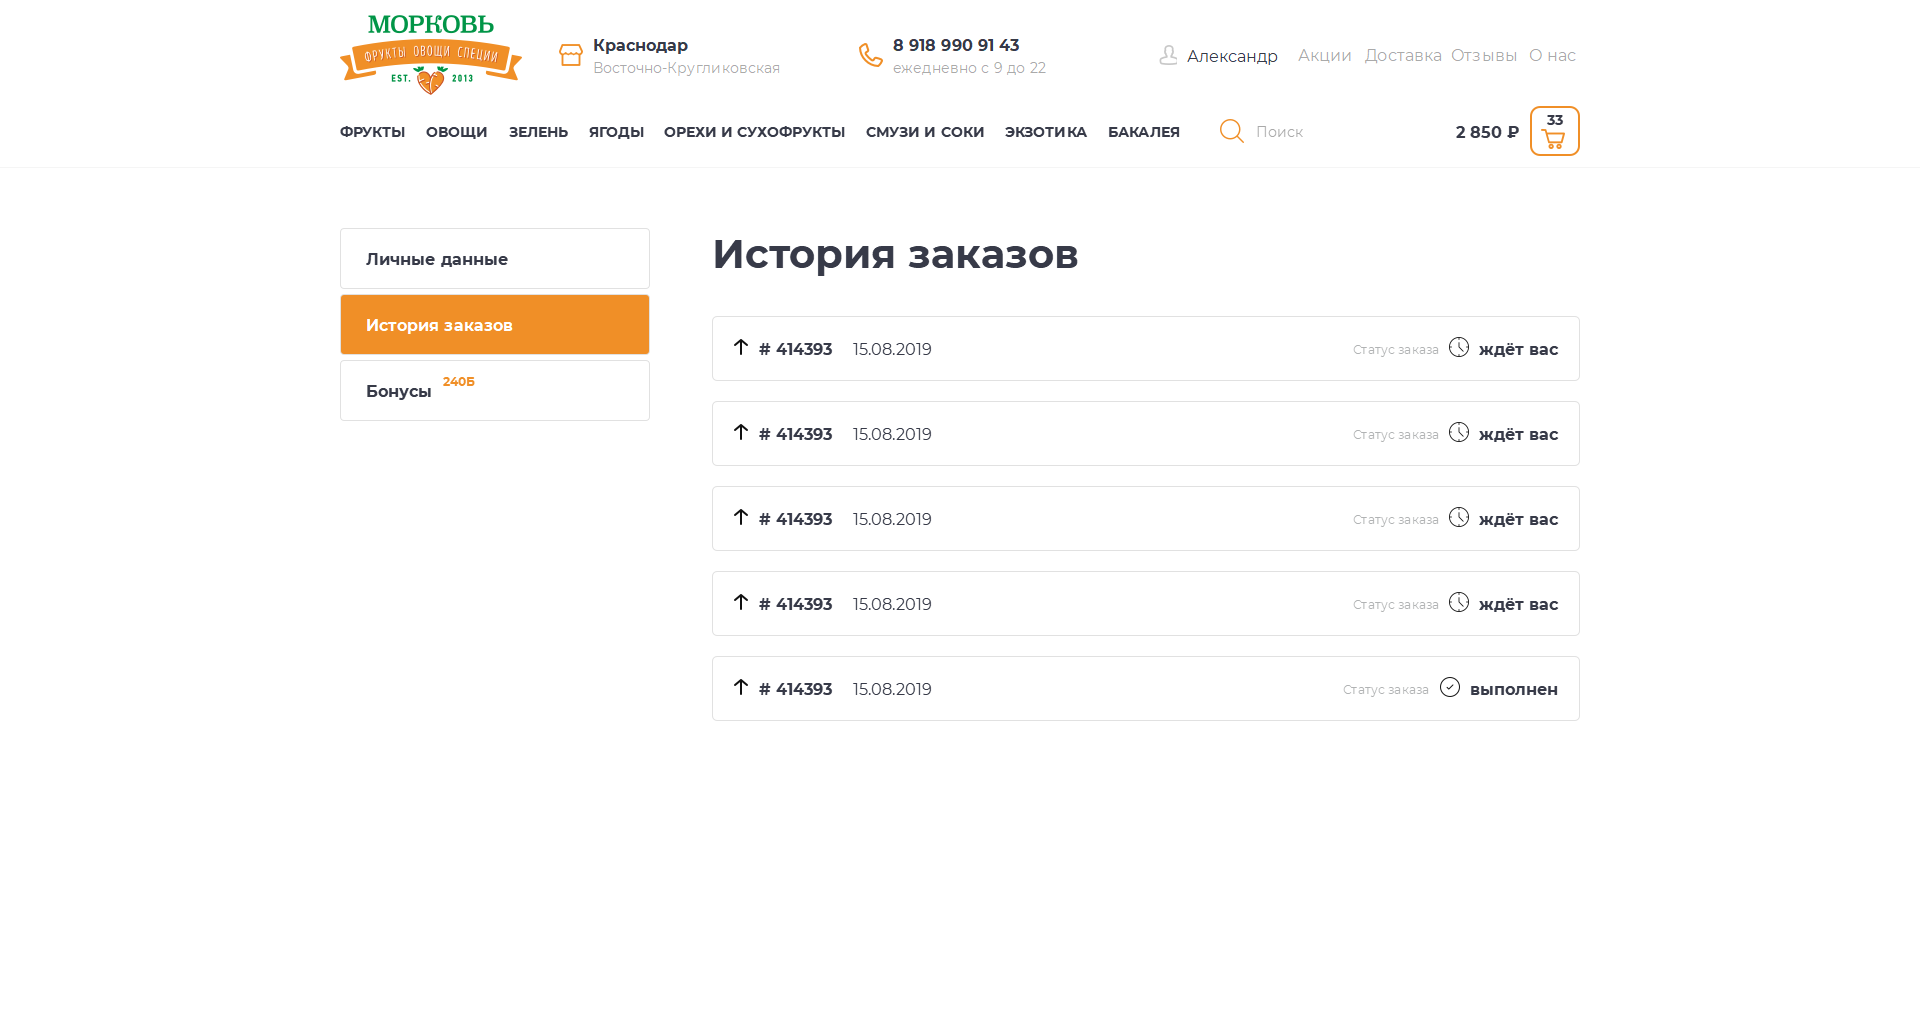 МОРКОВЬ
ФРУКТЫ ОВОЩИ СПЕЦИИ
EST. 2013
Краснодар
Восточно-Кругликовская
8 918 990 91 43
ежедневно с 9 до 22
Александр Акции Доставка Отзывы О нас
ФРУКТЫ ОВОЩИ ЗЕЛЕНЬ ЯГОДЫ ОРЕХИ И СУХОФРУКТЫ СМУЗИ И СОКИ ЭКЗОТИКА БАКАЛЕЯ Поиск 2 850 ₽ 33
Личные данные
История заказов
Бонусы 240Б
История заказов
# 414393 15.08.2019 Статус заказа ждёт вас
# 414393 15.08.2019 Статус заказа ждёт вас
# 414393 15.08.2019 Статус заказа ждёт вас
# 414393 15.08.2019 Статус заказа ждёт вас
# 414393 15.08.2019 Статус заказа выполнен